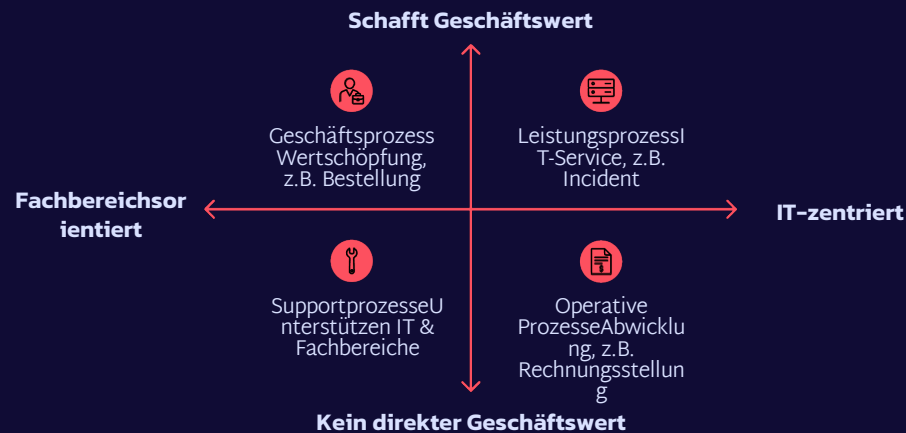 Schafft Geschäftswert
Geschäftsprozess
Wertschöpfung,
z.B. Bestellung
LeistungsprozessI
T-Service, z.B.
Incident
Fachbereichsor
ientiert
IT-zentriert
SupportprozesseU
nterstützen IT &
Fachbereiche
Operative
ProzesseAbwicklu
ng, z.B.
Rechnungsstellun
g
Kein direkter Geschäftswert